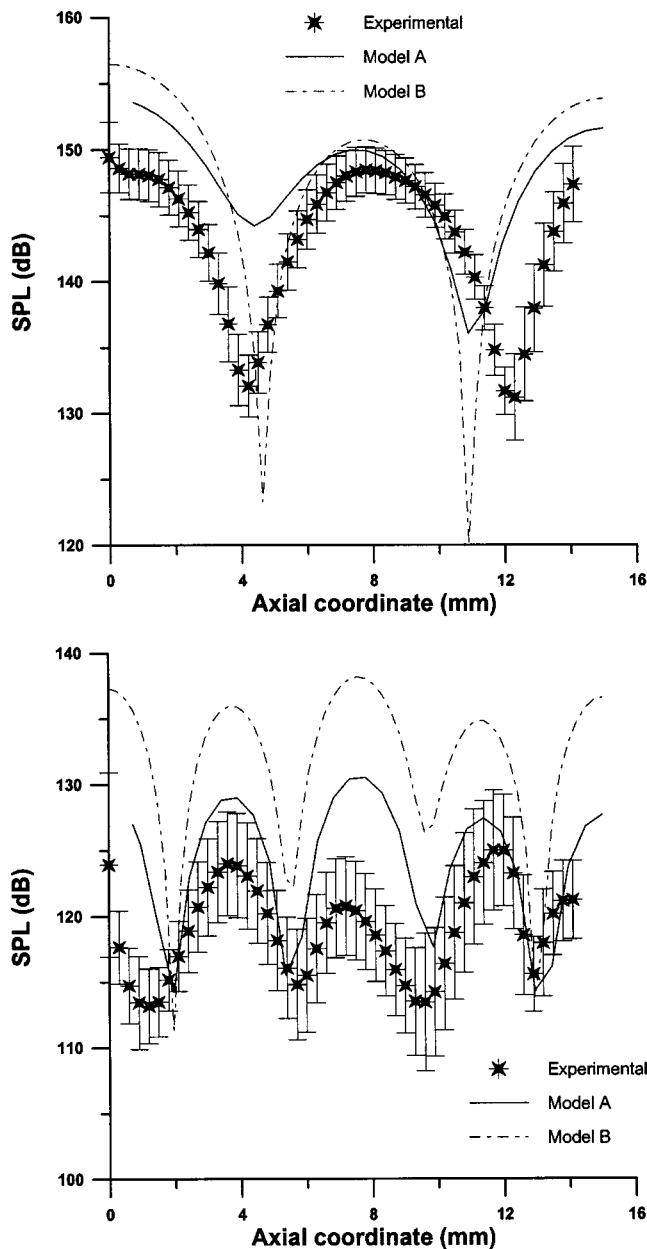 Experimental
Model A
Model B
SPL (dB)
160
150
140
130
120
0
4
8
12
16
Axial coordinate (mm)
SPL (dB)
140
130
120
110
100
Experimental
Model A
Model B
0
4
8
12
16
Axial coordinate (mm)